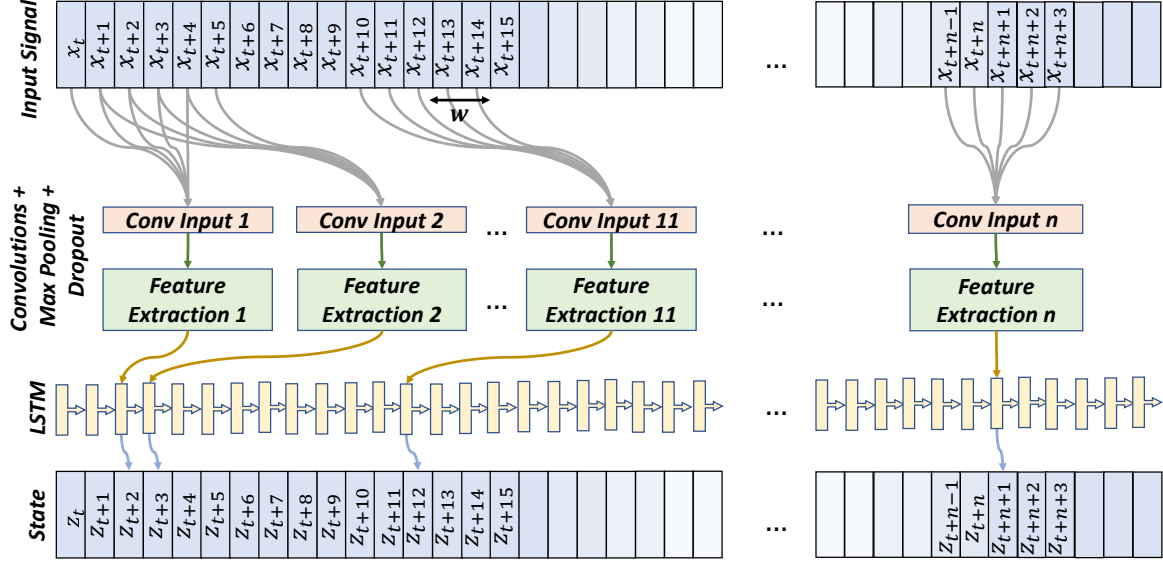 Input Signal
x_t x_{t+1} x_{t+2} x_{t+3} x_{t+4} x_{t+5} x_{t+6} x_{t+7} x_{t+8} x_{t+9} x_{t+10} x_{t+11} x_{t+12} x_{t+13} x_{t+14} x_{t+15} ... x_{t+n-1} x_{t+n} x_{t+n+1} x_{t+n+2} x_{t+n+3}
w
Convolutions +
Max Pooling +
Dropout
Conv Input 1 Conv Input 2 ... Conv Input 11 ... Conv Input n
Feature
Extraction 1
Feature
Extraction 2
...
Feature
Extraction 11
...
Feature
Extraction n
LSTM
...
State
z_t z_{t+1} z_{t+2} z_{t+3} z_{t+4} z_{t+5} z_{t+6} z_{t+7} z_{t+8} z_{t+9} z_{t+10} z_{t+11} z_{t+12} z_{t+13} z_{t+14} z_{t+15} ... z_{t+n-1} z_{t+n} z_{t+n+1} z_{t+n+2} z_{t+n+3}